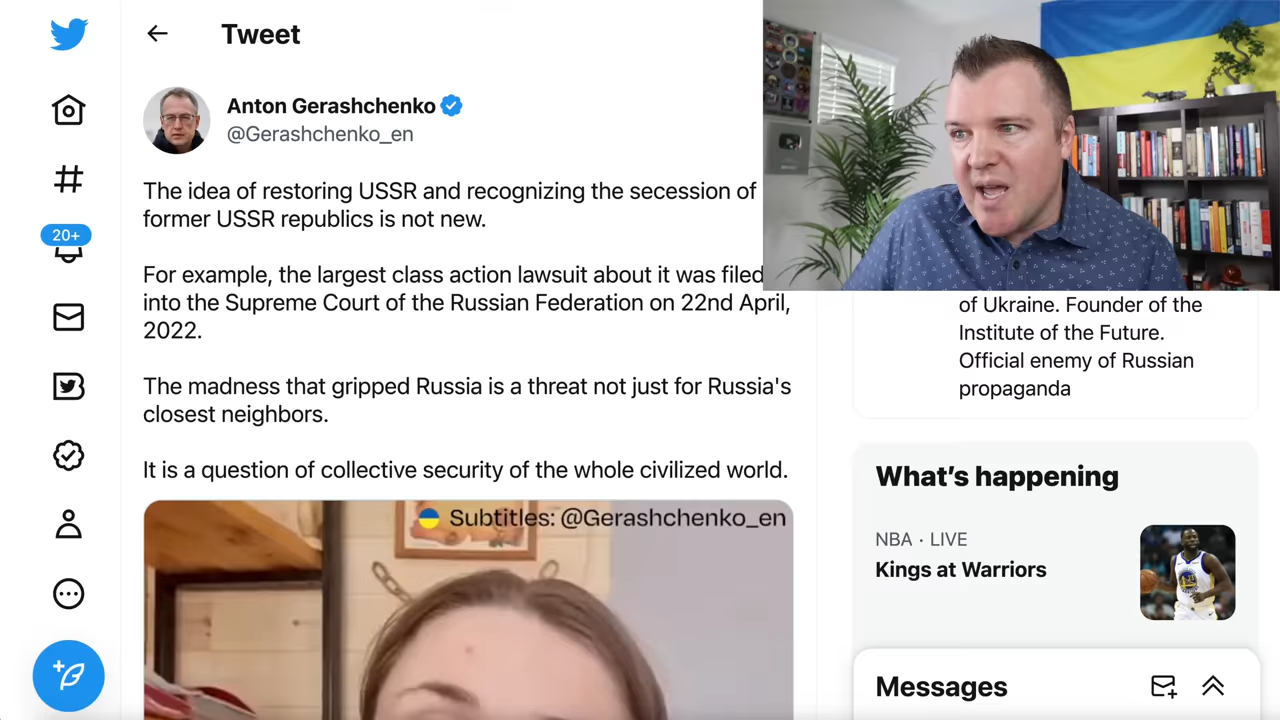 Tweet
Anton Gerashchenko
@Gerashchenko_en
The idea of restoring USSR and recognizing the secession of
former USSR republics is not new.
For example, the largest class action lawsuit about it was filed
into the Supreme Court of the Russian Federation on 22nd April,
2022.
The madness that gripped Russia is a threat not just for Russia's
closest neighbors.
It is a question of collective security of the whole civilized world.
Subtitles: @Gerashchenko_en
20+
of Ukraine. Founder of the
Institute of the Future.
Official enemy of Russian
propaganda
What's happening
NBA · LIVE
Kings at Warriors
Messages